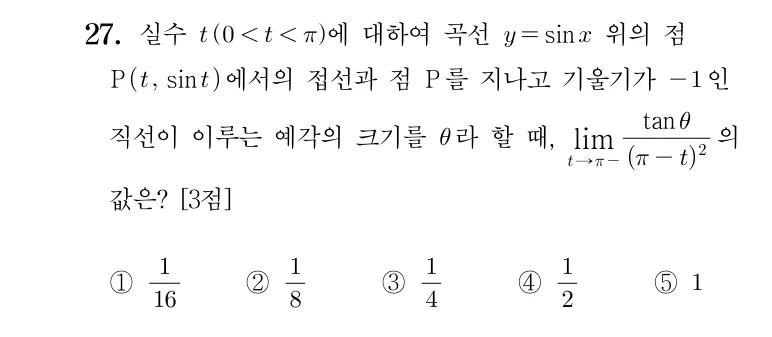 27. 실수 t(0<t<π)에 대하여 곡선 y=sinx 위의 점
P(t, sint)에서의 접선과 점 P를 지나고 기울기가 -1인
직선이 이루는 예각의 크기를 θ라 할 때, lim_{t→π-} tanθ/(π-t)² 의
값은? [3점]
① 1/16 ② 1/8 ③ 1/4 ④ 1/2 ⑤ 1